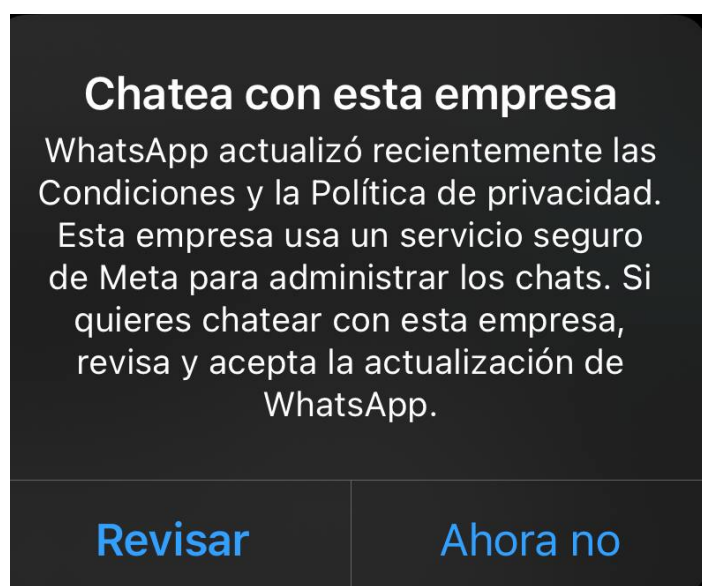 Chatea con esta empresa
WhatsApp actualizó recientemente las
Condiciones y la Política de privacidad.
Esta empresa usa un servicio seguro
de Meta para administrar los chats. Si
quieres chatear con esta empresa,
revisa y acepta la actualización de
WhatsApp.
Revisar
Ahora no